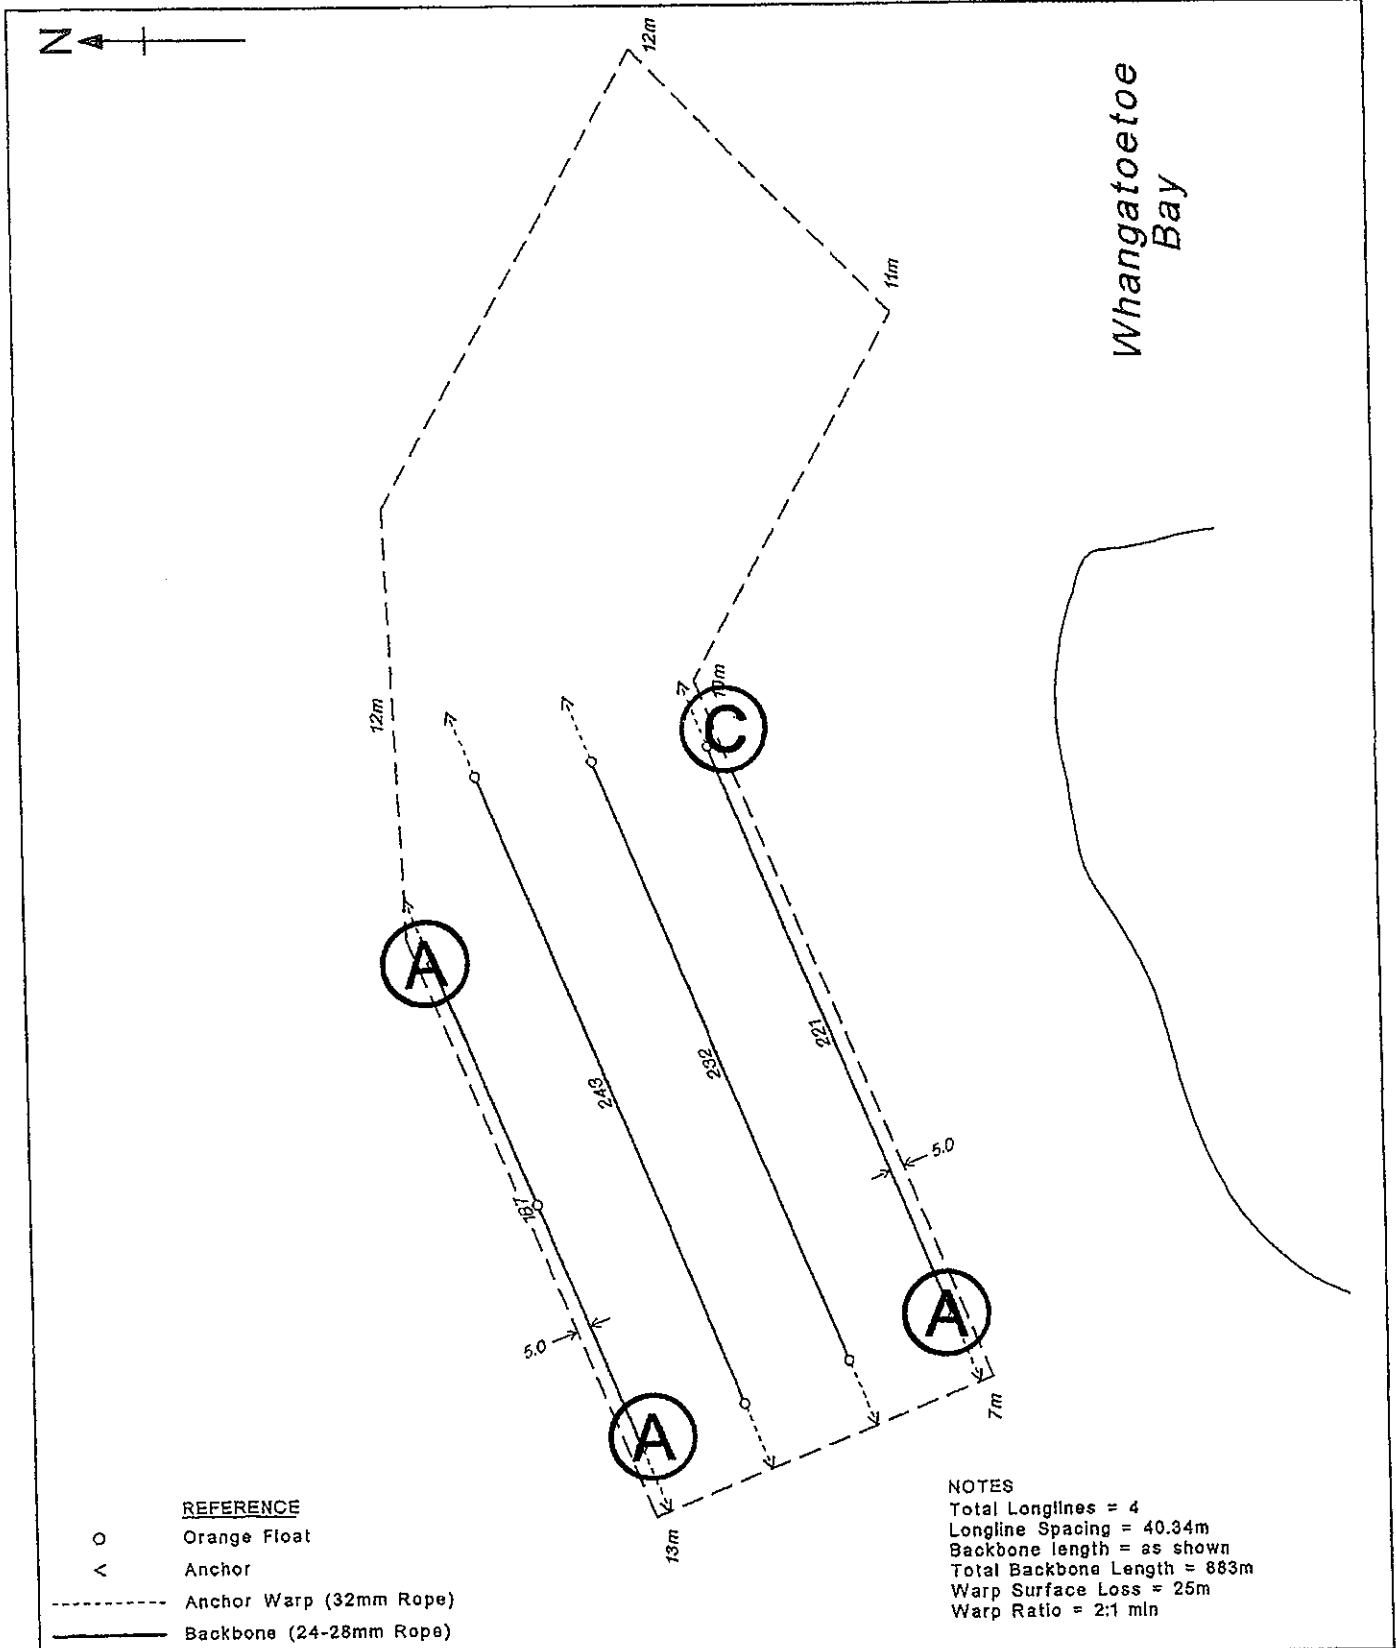 N
12m
Whangatoetoe
Bay
11m
12m
10m
C
A
243
232
221
187
5.0
5.0
A
A
7m
13m
REFERENCE
Orange Float
Anchor
Anchor Warp (32mm Rope)
Backbone (24-28mm Rope)
NOTES
Total Longlines = 4
Longline Spacing = 40.34m
Backbone length = as shown
Total Backbone Length = 883m
Warp Surface Loss = 25m
Warp Ratio = 2:1 min